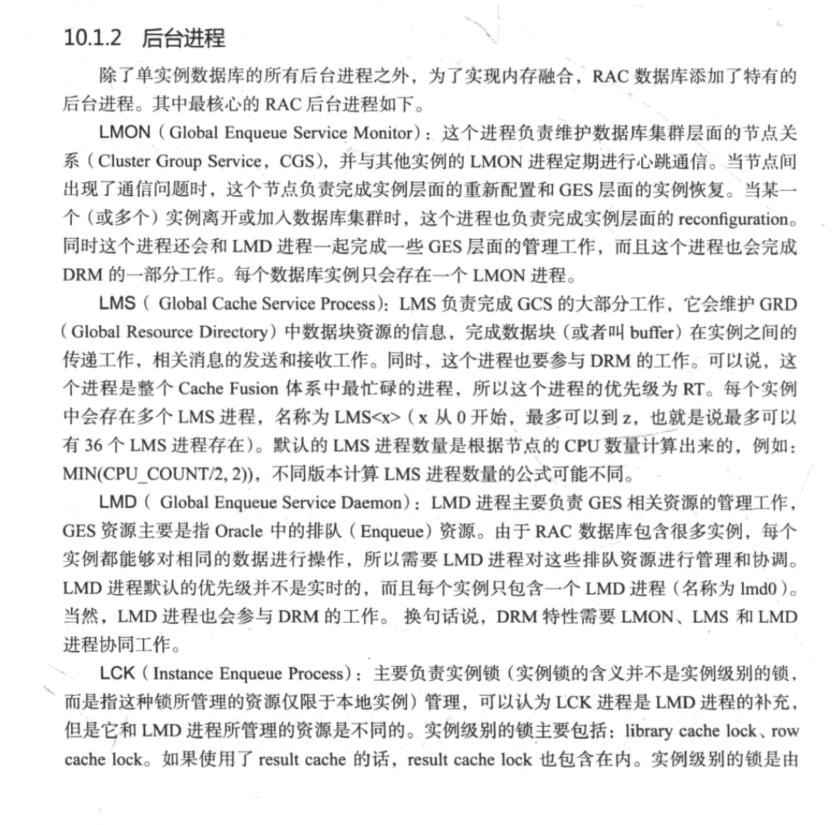 10.1.2 后台进程
除了单实例数据库的所有后台进程之外，为了实现内存融合，RAC 数据库添加了特有的
后台进程。其中最核心的 RAC 后台进程如下。
LMON（Global Enqueue Service Monitor）：这个进程负责维护数据库集群层面的节点关
系（Cluster Group Service，CGS），并与其他实例的 LMON 进程定期进行心跳通信。当节点间
出现了通信问题时，这个节点负责完成实例层面的重新配置和 GES 层面的实例恢复。当某一
个（或多个）实例离开或加入数据库集群时，这个进程也负责完成实例层面的 reconfiguration。
同时这个进程还会和 LMD 进程一起完成一些 GES 层面的管理工作，而且这个进程也会完成
DRM 的一部分工作。每个数据库实例只会存在一个 LMON 进程。
LMS（ Global Cache Service Process）：LMS 负责完成 GCS 的大部分工作，它会维护 GRD
（Global Resource Directory）中数据块资源的信息，完成数据块（或者叫 buffer）在实例之间的
传递工作，相关消息的发送和接收工作。同时，这个进程也要参与 DRM 的工作。可以说，这
个进程是整个 Cache Fusion 体系中最忙碌的进程，所以这个进程的优先级为 RT。每个实例
中会存在多个 LMS 进程，名称为 LMS<x>（x 从 0 开始，最多可以到 z，也就是说最多可以
有 36 个 LMS 进程存在）。默认的 LMS 进程数量是根据节点的 CPU 数量计算出来的，例如：
MIN(CPU_COUNT/2, 2))，不同版本计算 LMS 进程数量的公式可能不同。
LMD（ Global Enqueue Service Daemon）：LMD 进程主要负责 GES 相关资源的管理工作，
GES 资源主要是指 Oracle 中的排队（Enqueue）资源。由于 RAC 数据库包含很多实例，每个
实例都能够对相同的数据进行操作，所以需要 LMD 进程对这些排队资源进行管理和协调。
LMD 进程默认的优先级并不是实时的，而且每个实例只包含一个 LMD 进程（名称为 lmd0）。
当然，LMD 进程也会参与 DRM 的工作。 换句话说，DRM 特性需要 LMON、LMS 和 LMD
进程协同工作。
LCK（Instance Enqueue Process）：主要负责实例锁（实例锁的含义并不是实例级别的锁，
而是指这种锁所管理的资源仅限于本地实例）管理，可以认为 LCK 进程是 LMD 进程的补充，
但是它和 LMD 进程所管理的资源是不同的。实例级别的锁主要包括：library cache lock、row
cache lock。如果使用了 result cache 的话，result cache lock 也包含在内。实例级别的锁是由